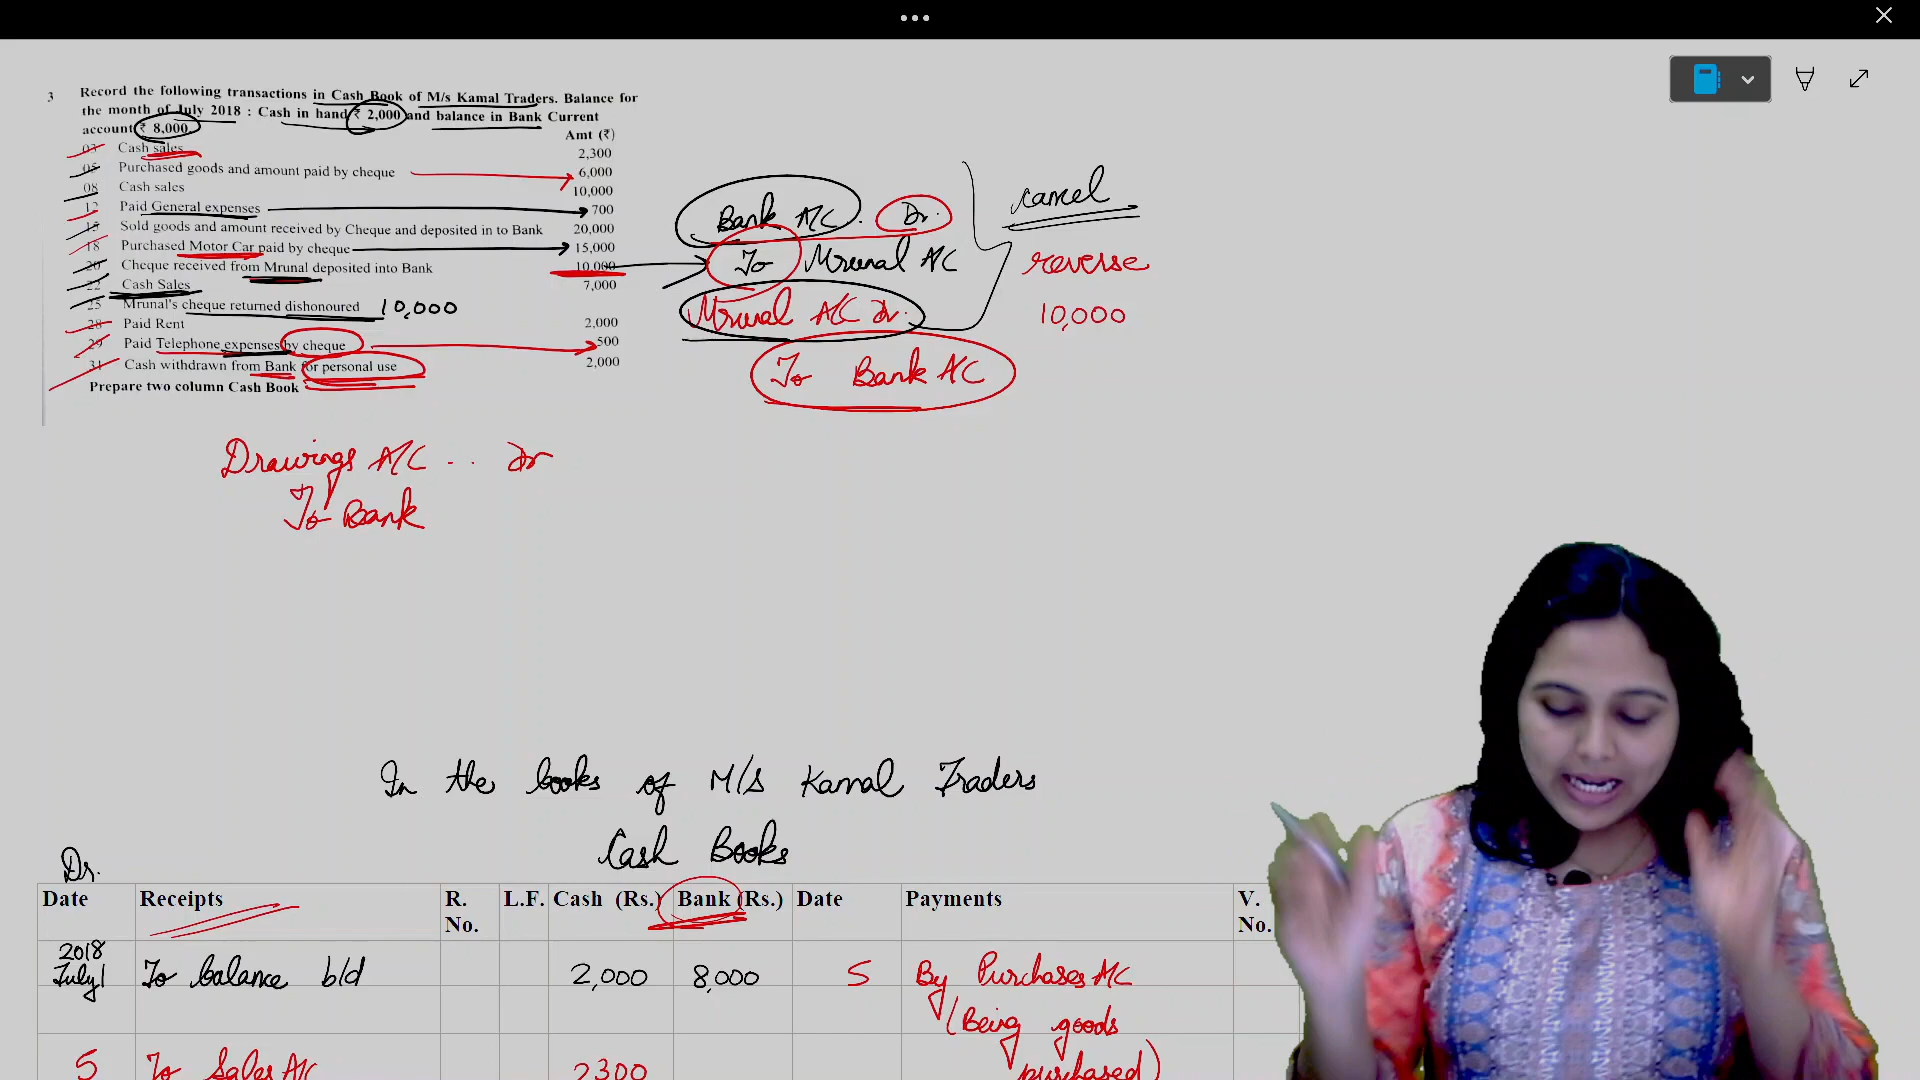 3 Record the following transactions in Cash Book of M/s Kamal Traders. Balance for
the month of July 2018 : Cash in hand ₹ 2,000 and balance in Bank Current
account ₹ 8,000.
Amt (₹)
03 Cash sales 2,300
05 Purchased goods and amount paid by cheque 6,000
08 Cash sales 10,000
12 Paid General expenses 700
15 Sold goods and amount received by Cheque and deposited in to Bank 20,000
18 Purchased Motor Car paid by cheque 15,000
20 Cheque received from Mrunal deposited into Bank 10,000
22 Cash Sales 7,000
25 Mrunal's cheque returned dishonoured 10,000
28 Paid Rent 2,000
29 Paid Telephone expenses by cheque 500
31 Cash withdrawn from Bank for personal use 2,000
Prepare two column Cash Book
Bank A/C. Dr.
To Mrunal A/C
Mrunal A/C Dr.
To Bank A/C
cancel
reverse
10,000
Drawings A/C .. Dr
To Bank
In the books of M/s Kamal Traders
Cash Books
Dr.
Date Receipts R. No. L.F. Cash (Rs.) Bank (Rs.) Date Payments V. No.
2018
July 1 To balance b/d 2,000 8,000 5 By Purchases A/C
(Being goods
purchased)
5 To Sales A/C 2300